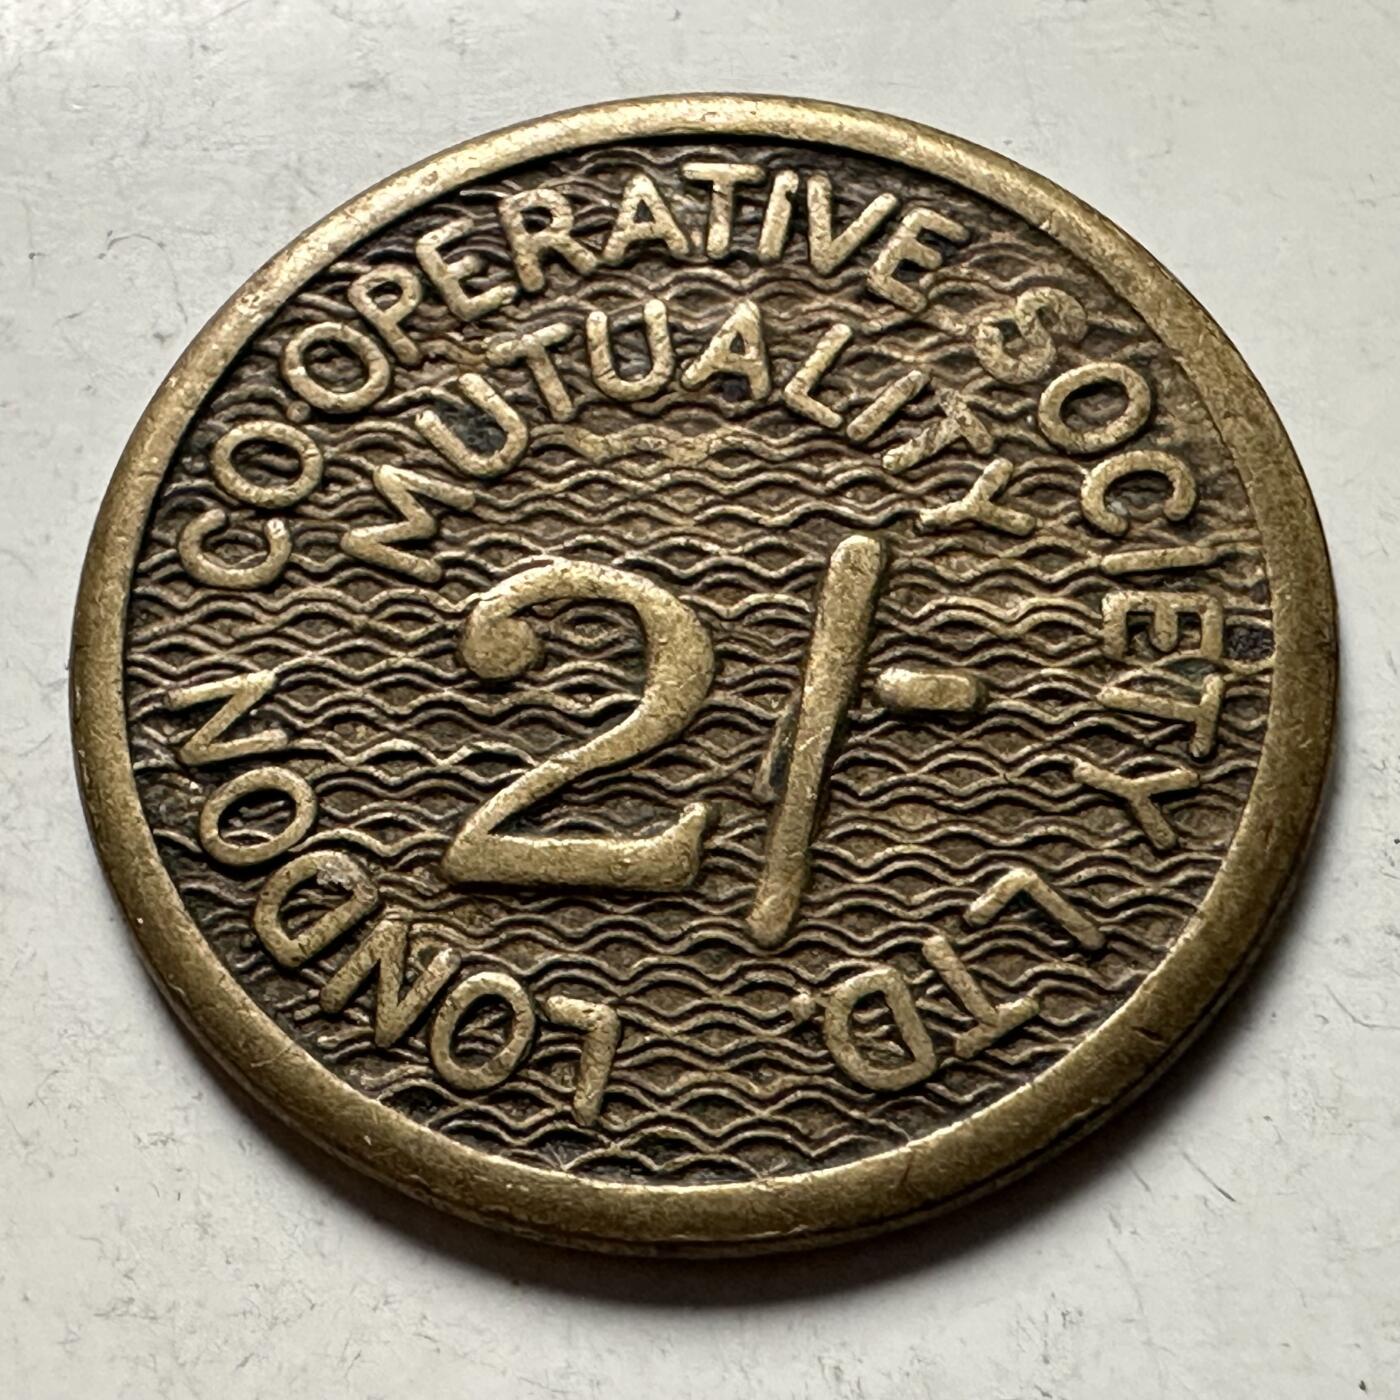 LONDON CO·OPERATIVE SOCIETY LTD.
MUTUALITY
2/-